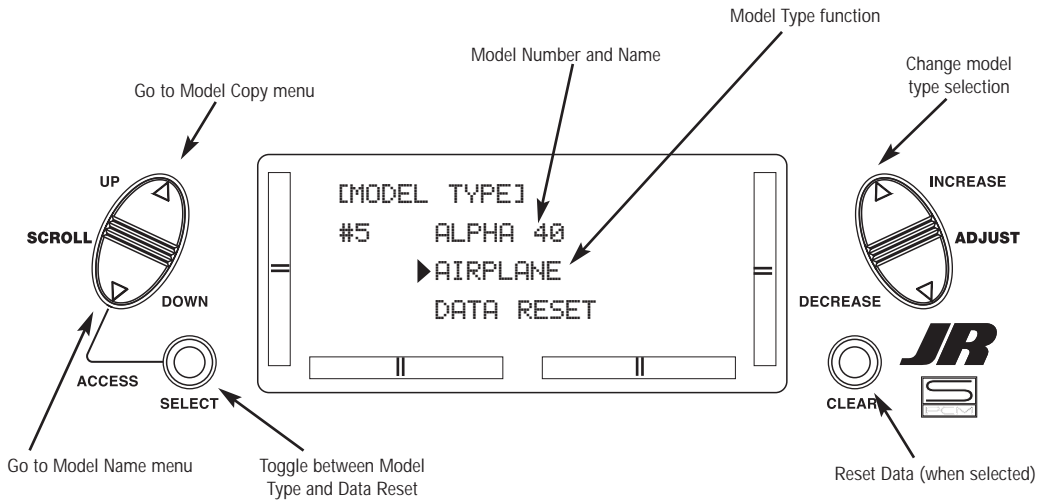 Model Type function
Model Number and Name
Change model
type selection
Go to Model Copy menu
UP
SCROLL
DOWN
ACCESS
SELECT
[MODEL TYPE]
#5 ALPHA 40
AIRPLANE
DATA RESET
INCREASE
ADJUST
DECREASE
CLEAR
JR
S
PCM
Go to Model Name menu
Toggle between Model
Type and Data Reset
Reset Data (when selected)